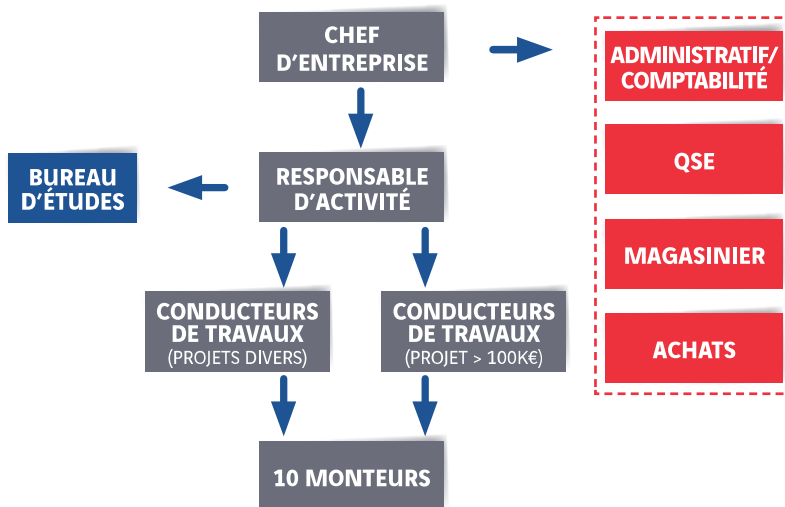 CHEF
D'ENTREPRISE
ADMINISTRATIF/
COMPTABILITÉ
QSE
MAGASINIER
ACHATS
BUREAU
D'ÉTUDES
RESPONSABLE
D'ACTIVITÉ
CONDUCTEURS
DE TRAVAUX
(PROJETS DIVERS)
CONDUCTEURS
DE TRAVAUX
(PROJET > 100K€)
10 MONTEURS